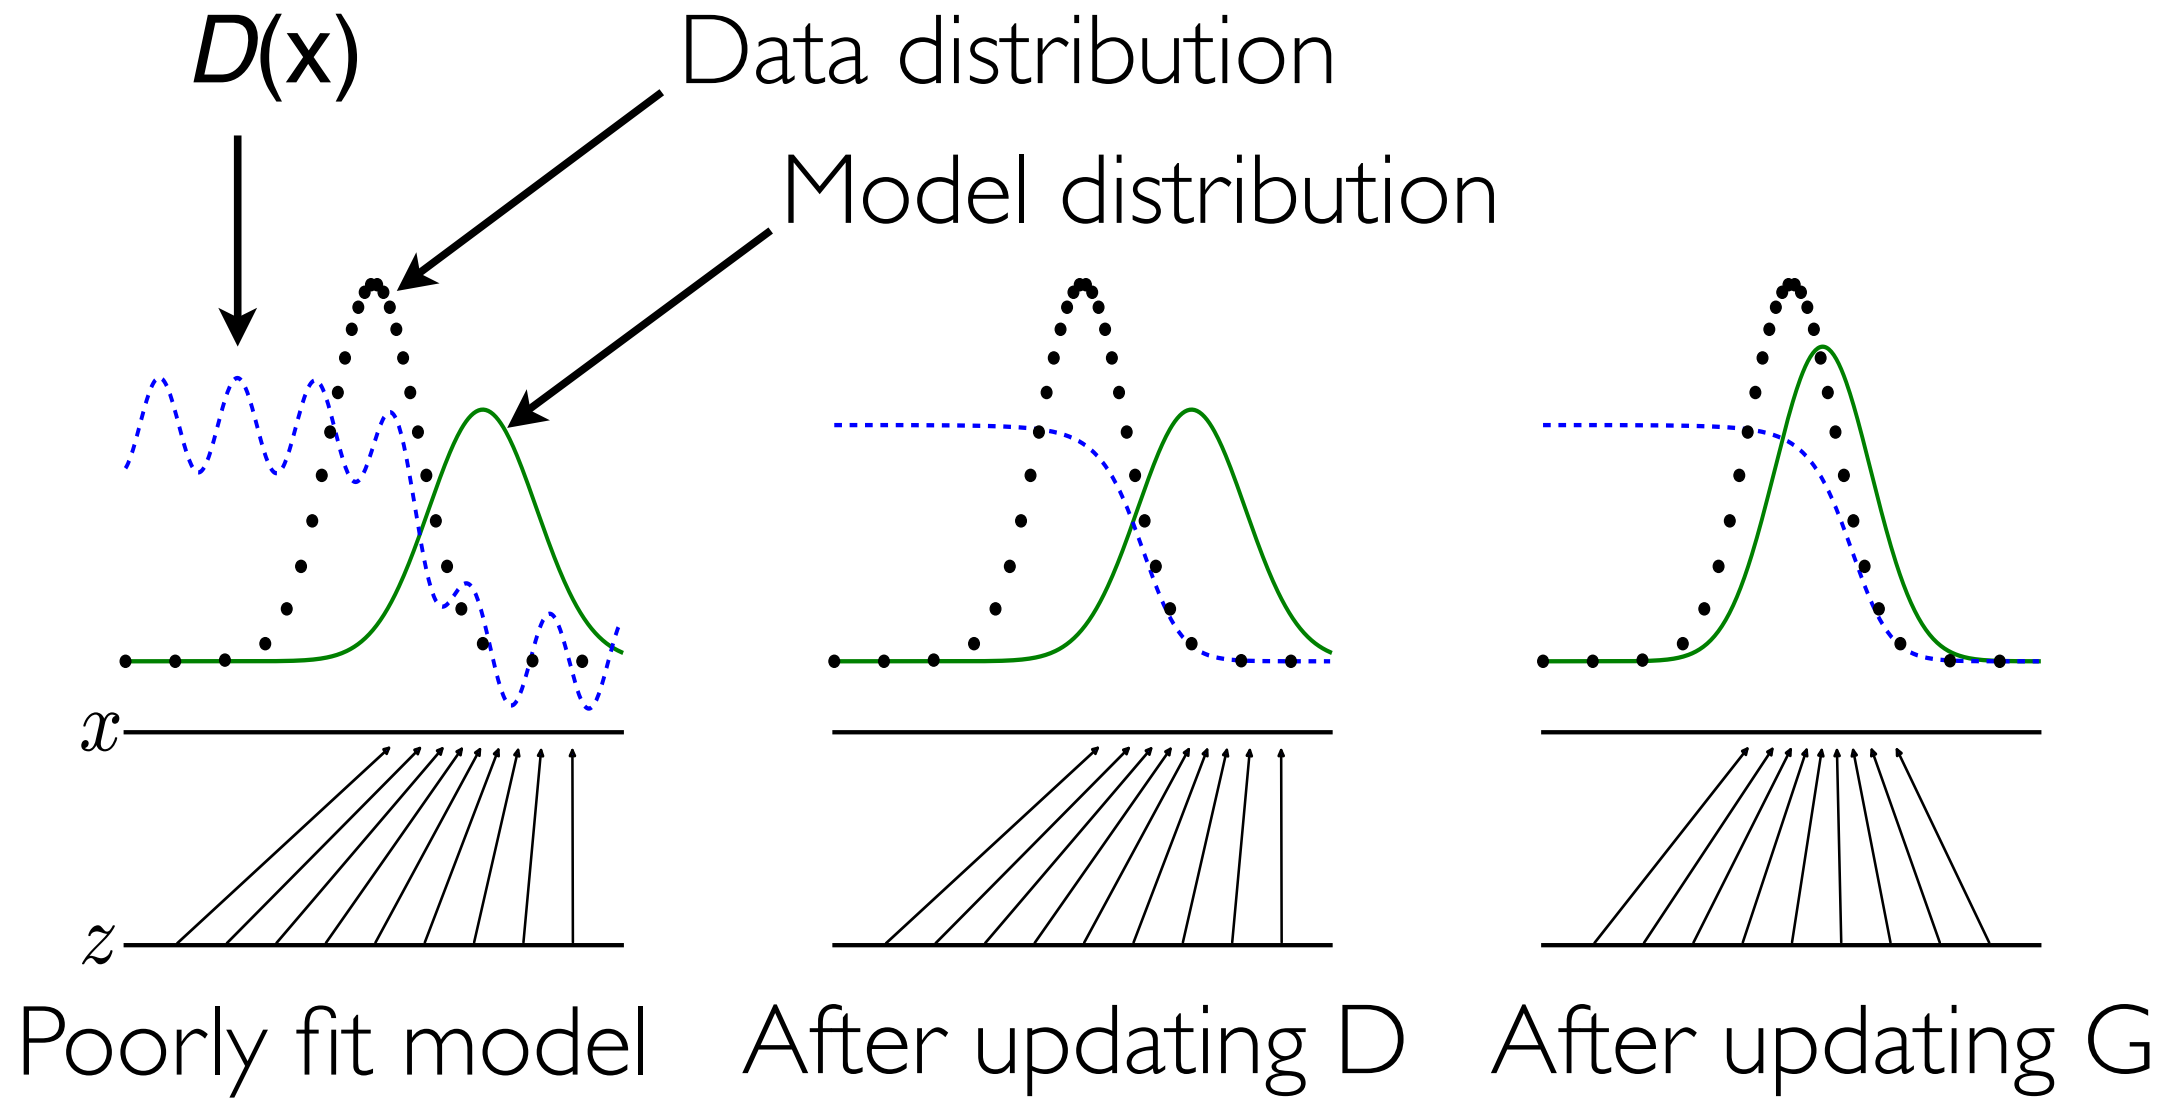 D(x)
Data distribution
Model distribution
x
z
Poorly fit model
After updating D
After updating G